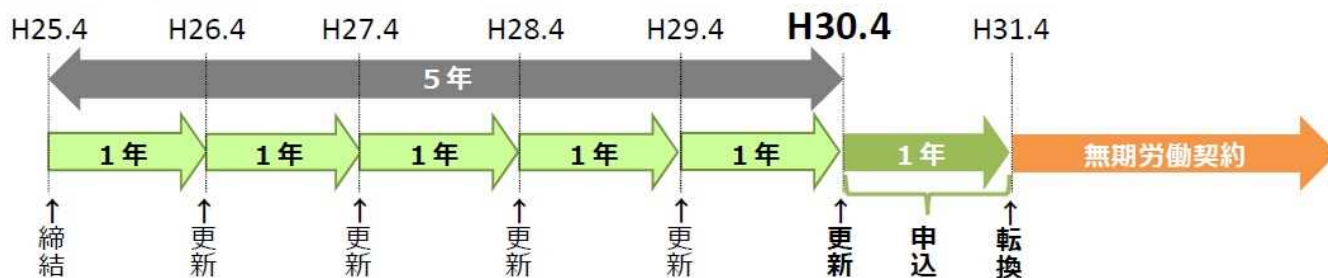 H25.4 H26.4 H27.4 H28.4 H29.4 H30.4 H31.4
5年
1年 1年 1年 1年 1年 1年 無期労働契約
↑ ↑ ↑ ↑ ↑ ↑ ↑
締結 更新 更新 更新 更新 更新 申込 転換